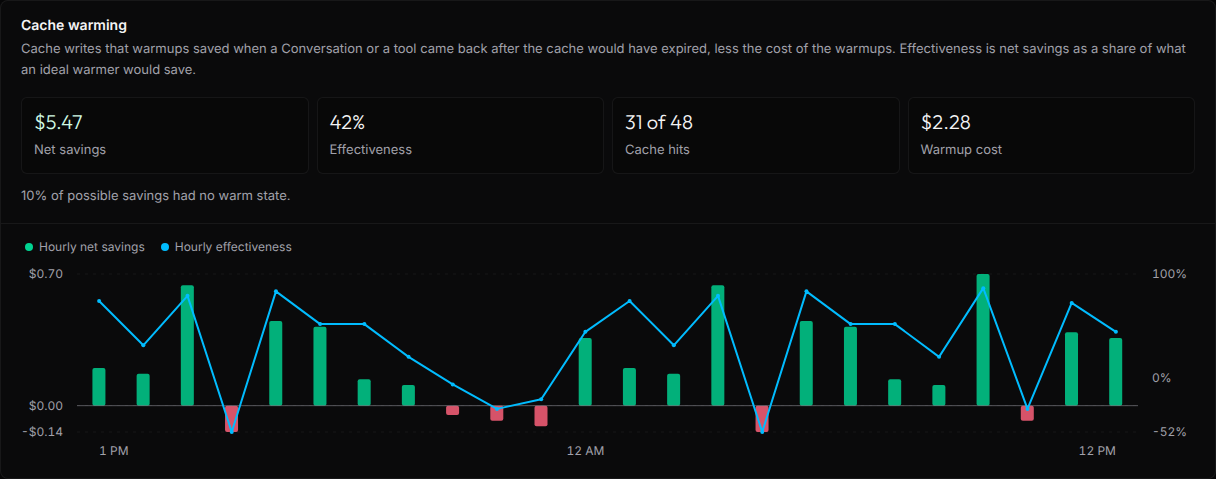 Cache warming
Cache writes that warmups saved when a Conversation or a tool came back after the cache would have expired, less the cost of the warmups. Effectiveness is net savings as a share of what
an ideal warmer would save.
$5.47
Net savings
42%
Effectiveness
31 of 48
Cache hits
$2.28
Warmup cost
10% of possible savings had no warm state.
Hourly net savings
Hourly effectiveness
$0.70
100%
0%
$0.00
-$0.14
-52%
1 PM
12 AM
12 PM